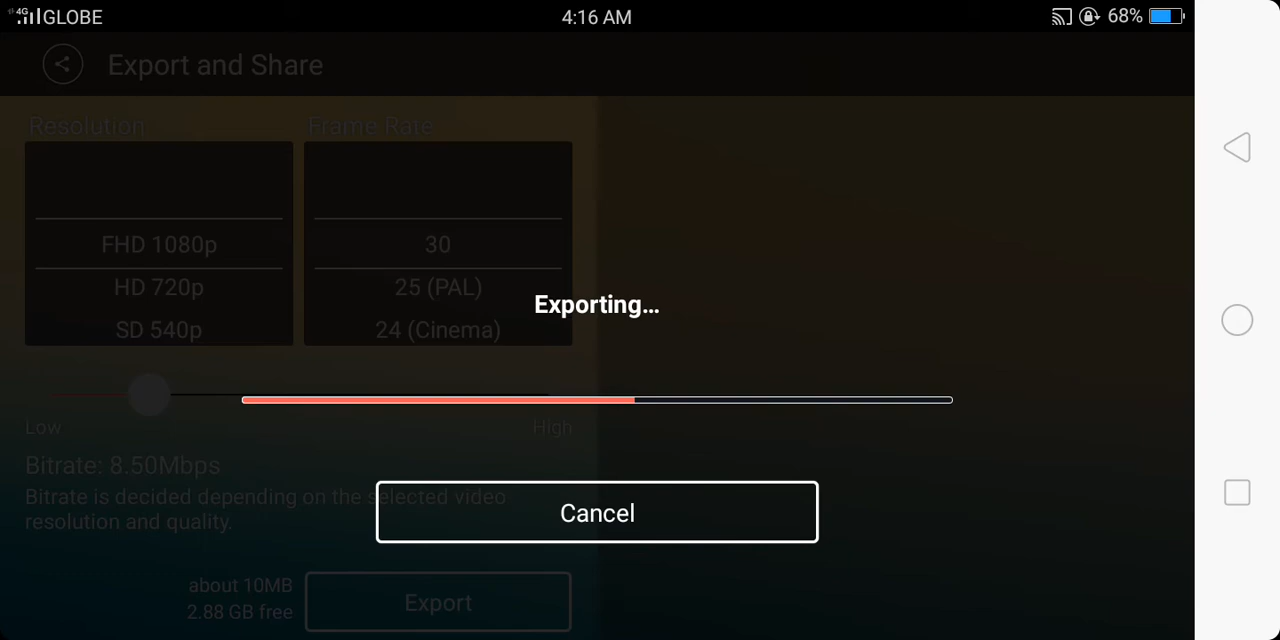 4G GLOBE 4:16 AM 68%
Export and Share
Resolution Frame Rate
FHD 1080p 30
HD 720p 25 (PAL)
SD 540p 24 (Cinema)
Exporting...
Low High
Bitrate: 8.50Mbps
Bitrate is decided depending on the selected video
resolution and quality.
Cancel
about 10MB
2.88 GB free
Export